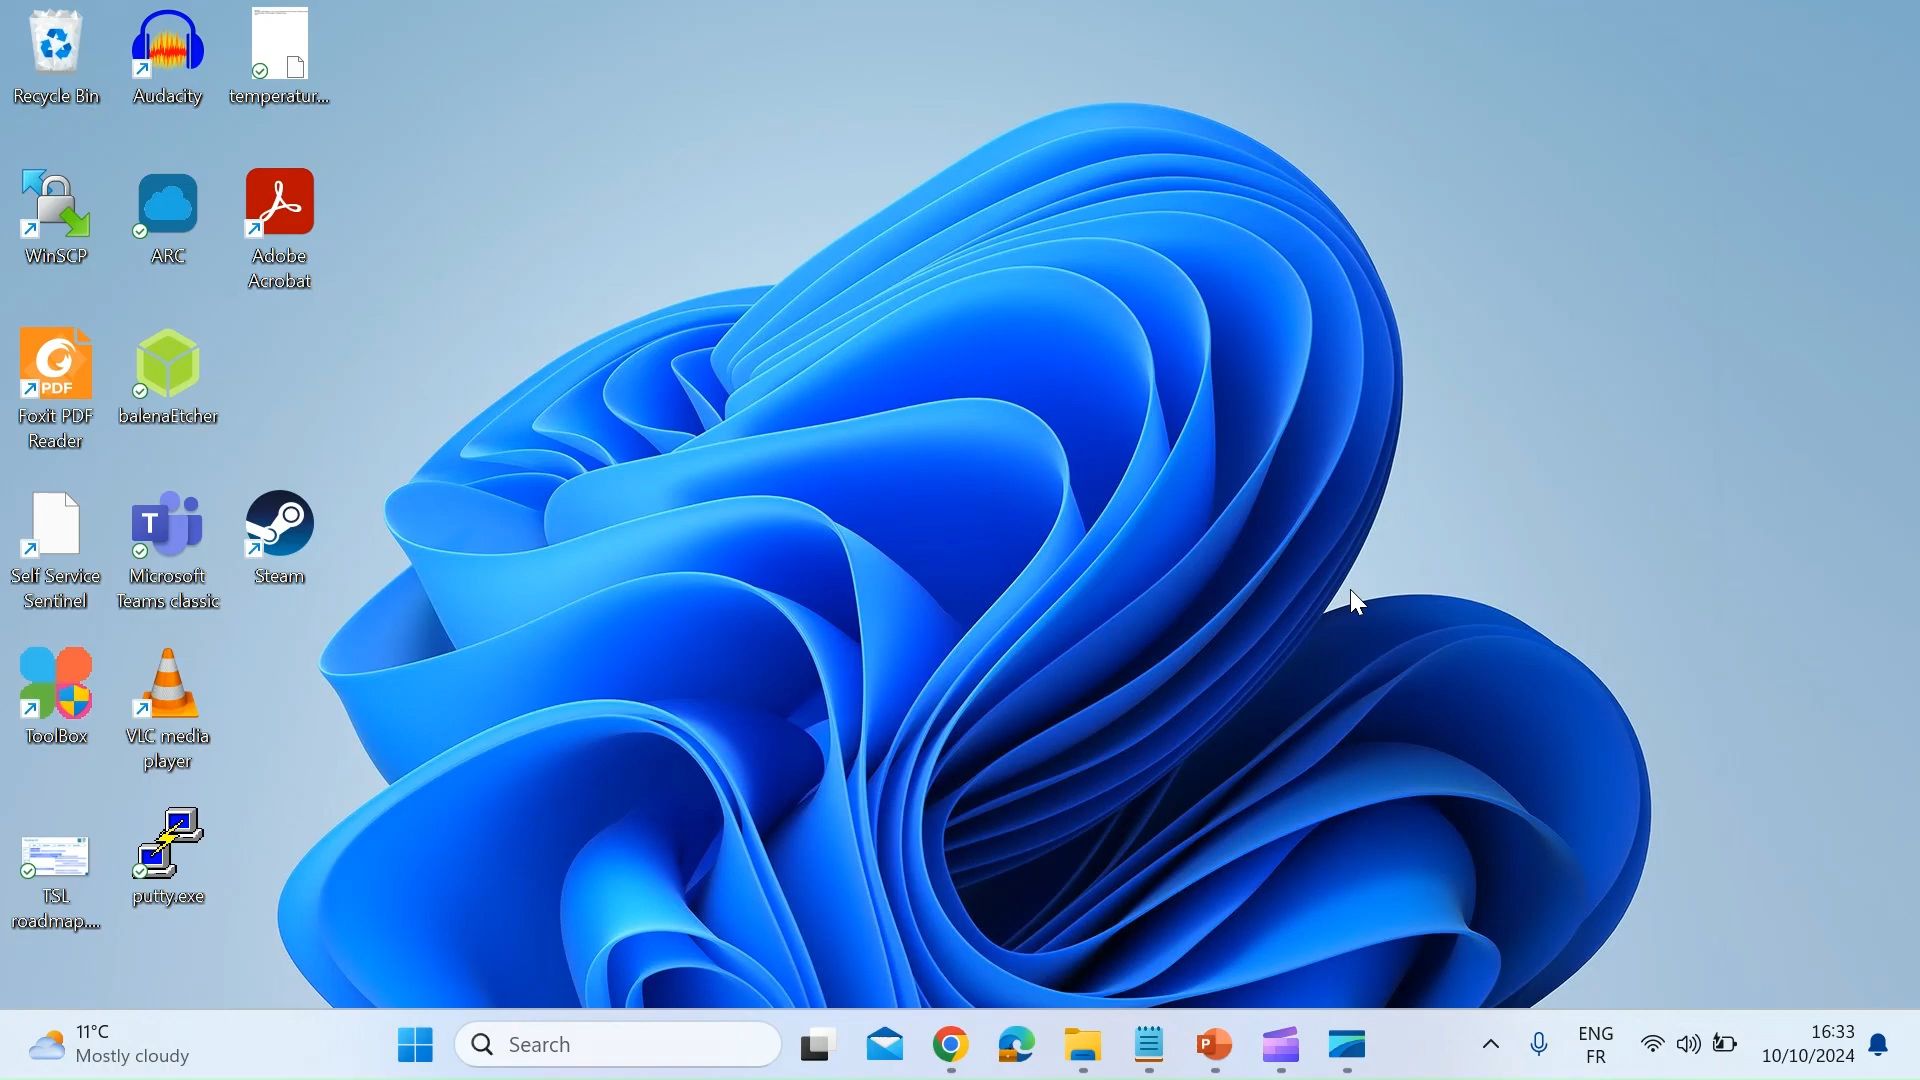 Recycle Bin
Audacity
temperatur...
WinSCP
ARC
Adobe
Acrobat
PDF
Foxit PDF
Reader
balenaEtcher
Self Service
Sentinel
T
Microsoft
Teams classic
Steam
ToolBox
VLC media
player
TSL
roadmap....
putty.exe
11°C
Mostly cloudy
Search
P
ENG
FR
16:33
10/10/2024